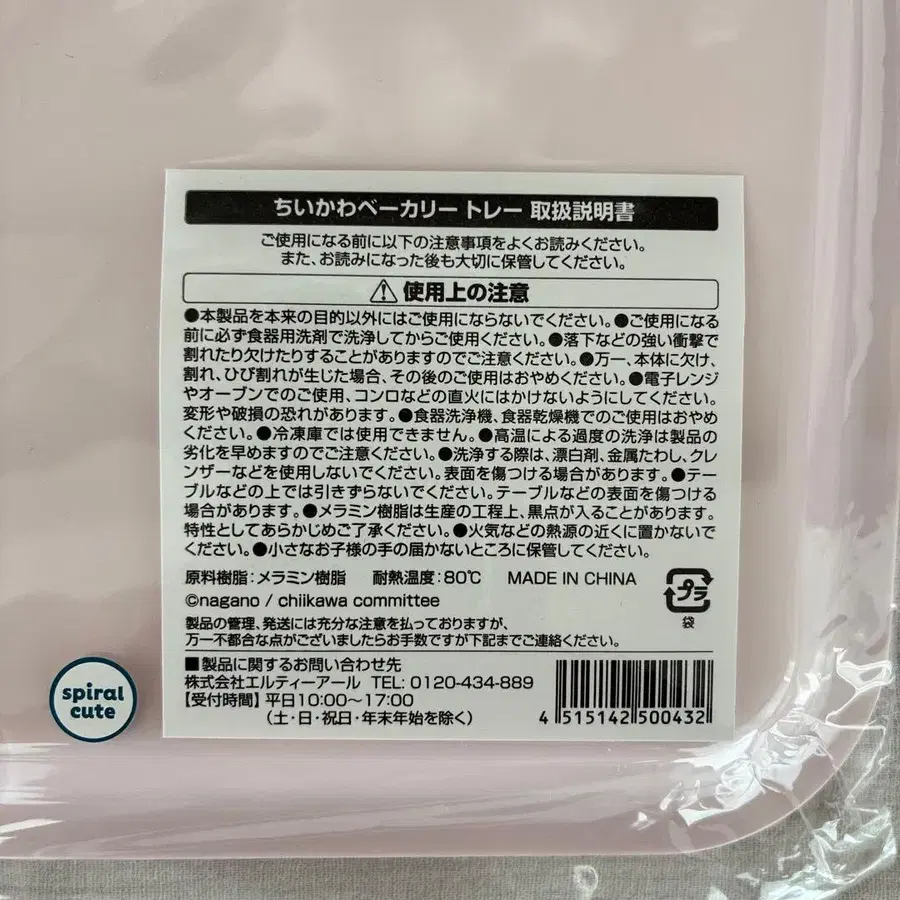 ちいかわベーカリー トレー 取扱説明書
ご使用になる前に以下の注意事項をよくお読みください。
また、お読みになった後も大切に保管してください。
使用上の注意
●本製品を本来の目的以外にはご使用にならないでください。●ご使用になる
前に必ず食器用洗剤で洗浄してからご使用ください。●落下などの強い衝撃で
割れたり欠けたりすることがありますのでご注意ください。●万一、本体に欠け、
割れ、ひび割れが生じた場合、その後のご使用はおやめください。●電子レンジ
やオーブンでのご使用、コンロなどの直火にはかけないようにしてください。
変形や破損の恐れがあります。●食器洗浄機、食器乾燥機でのご使用はおやめ
ください。●冷凍庫では使用できません。●高温による過度の洗浄は製品の
劣化を早めますのでご注意ください。●洗浄する際は、漂白剤、金属たわし、クレ
ンザーなどを使用しないでください。表面を傷つける場合があります。●テー
ブルなどの上では引きずらないでください。テーブルなどの表面を傷つける
場合があります。●メラミン樹脂は生産の工程上、黒点が入ることがあります。
特性としてあらかじめご了承ください。●火気などの熱源の近くに置かないで
ください。●小さなお子様の手の届かないところに保管してください。
原料樹脂:メラミン樹脂 耐熱温度:80℃ MADE IN CHINA
©nagano / chiikawa committee
プラ
袋
製品の管理、発送には充分な注意を払っておりますが、
万一不都合な点がございましたらお手数ですが下記までご連絡ください。
■製品に関するお問い合わせ先
株式会社エルティーアール TEL: 0120-434-889
【受付時間】平日10:00〜17:00
(土・日・祝日・年末年始を除く)
4 515142 500432
spiral
cute